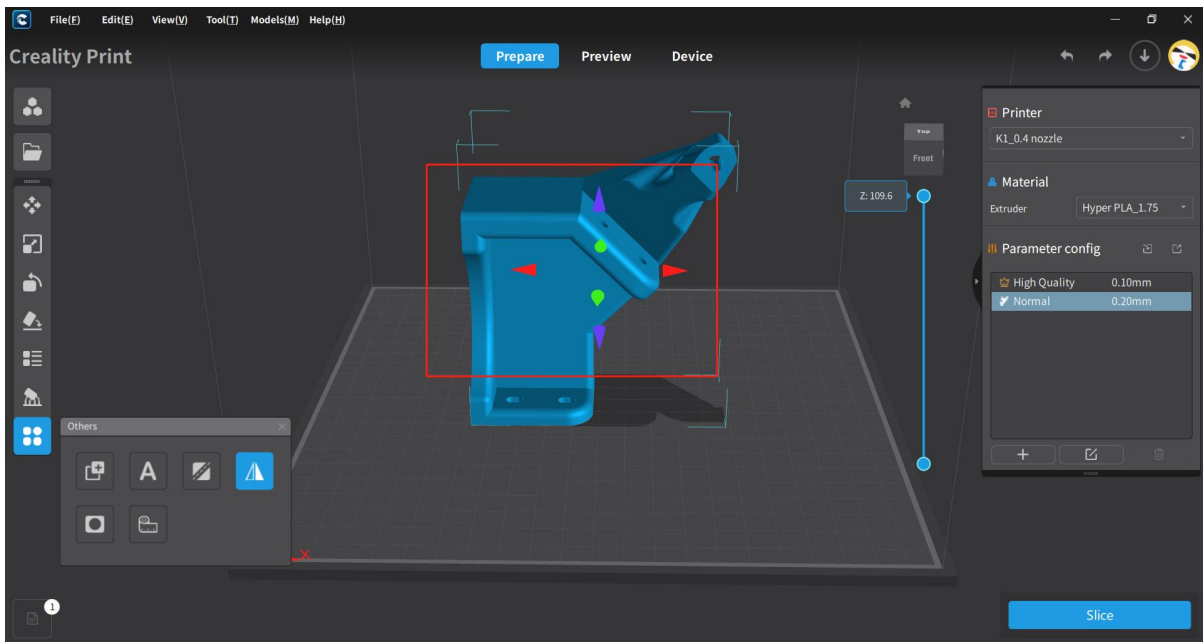 File(F) Edit(E) View(V) Tool(T) Models(M) Help(H)
Creality Print
Prepare Preview Device
Printer
K1_0.4 nozzle
Material
Extruder Hyper PLA_1.75
Parameter config
High Quality 0.10mm
Normal 0.20mm
Top
Front
Z: 109.6
Others
A
X
1
Slice